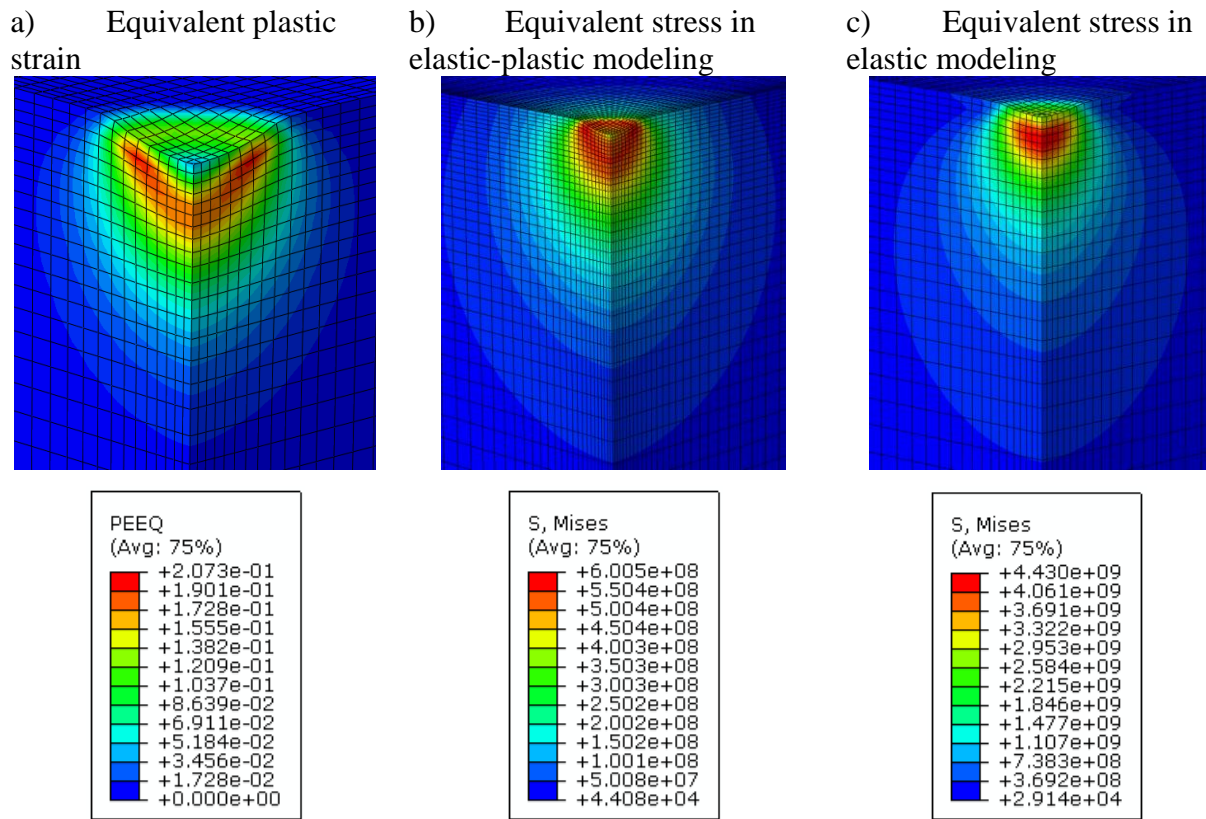 a) Equivalent plastic
strain
b) Equivalent stress in
elastic-plastic modeling
c) Equivalent stress in
elastic modeling
PEEQ
(Avg: 75%)
+2.073e-01
+1.901e-01
+1.728e-01
+1.555e-01
+1.382e-01
+1.209e-01
+1.037e-01
+8.639e-02
+6.911e-02
+5.184e-02
+3.456e-02
+1.728e-02
+0.000e+00
S, Mises
(Avg: 75%)
+6.005e+08
+5.504e+08
+5.004e+08
+4.504e+08
+4.003e+08
+3.503e+08
+3.003e+08
+2.502e+08
+2.002e+08
+1.502e+08
+1.001e+08
+5.008e+07
+4.408e+04
S, Mises
(Avg: 75%)
+4.430e+09
+4.061e+09
+3.691e+09
+3.322e+09
+2.953e+09
+2.584e+09
+2.215e+09
+1.846e+09
+1.477e+09
+1.107e+09
+7.383e+08
+3.692e+08
+2.914e+04